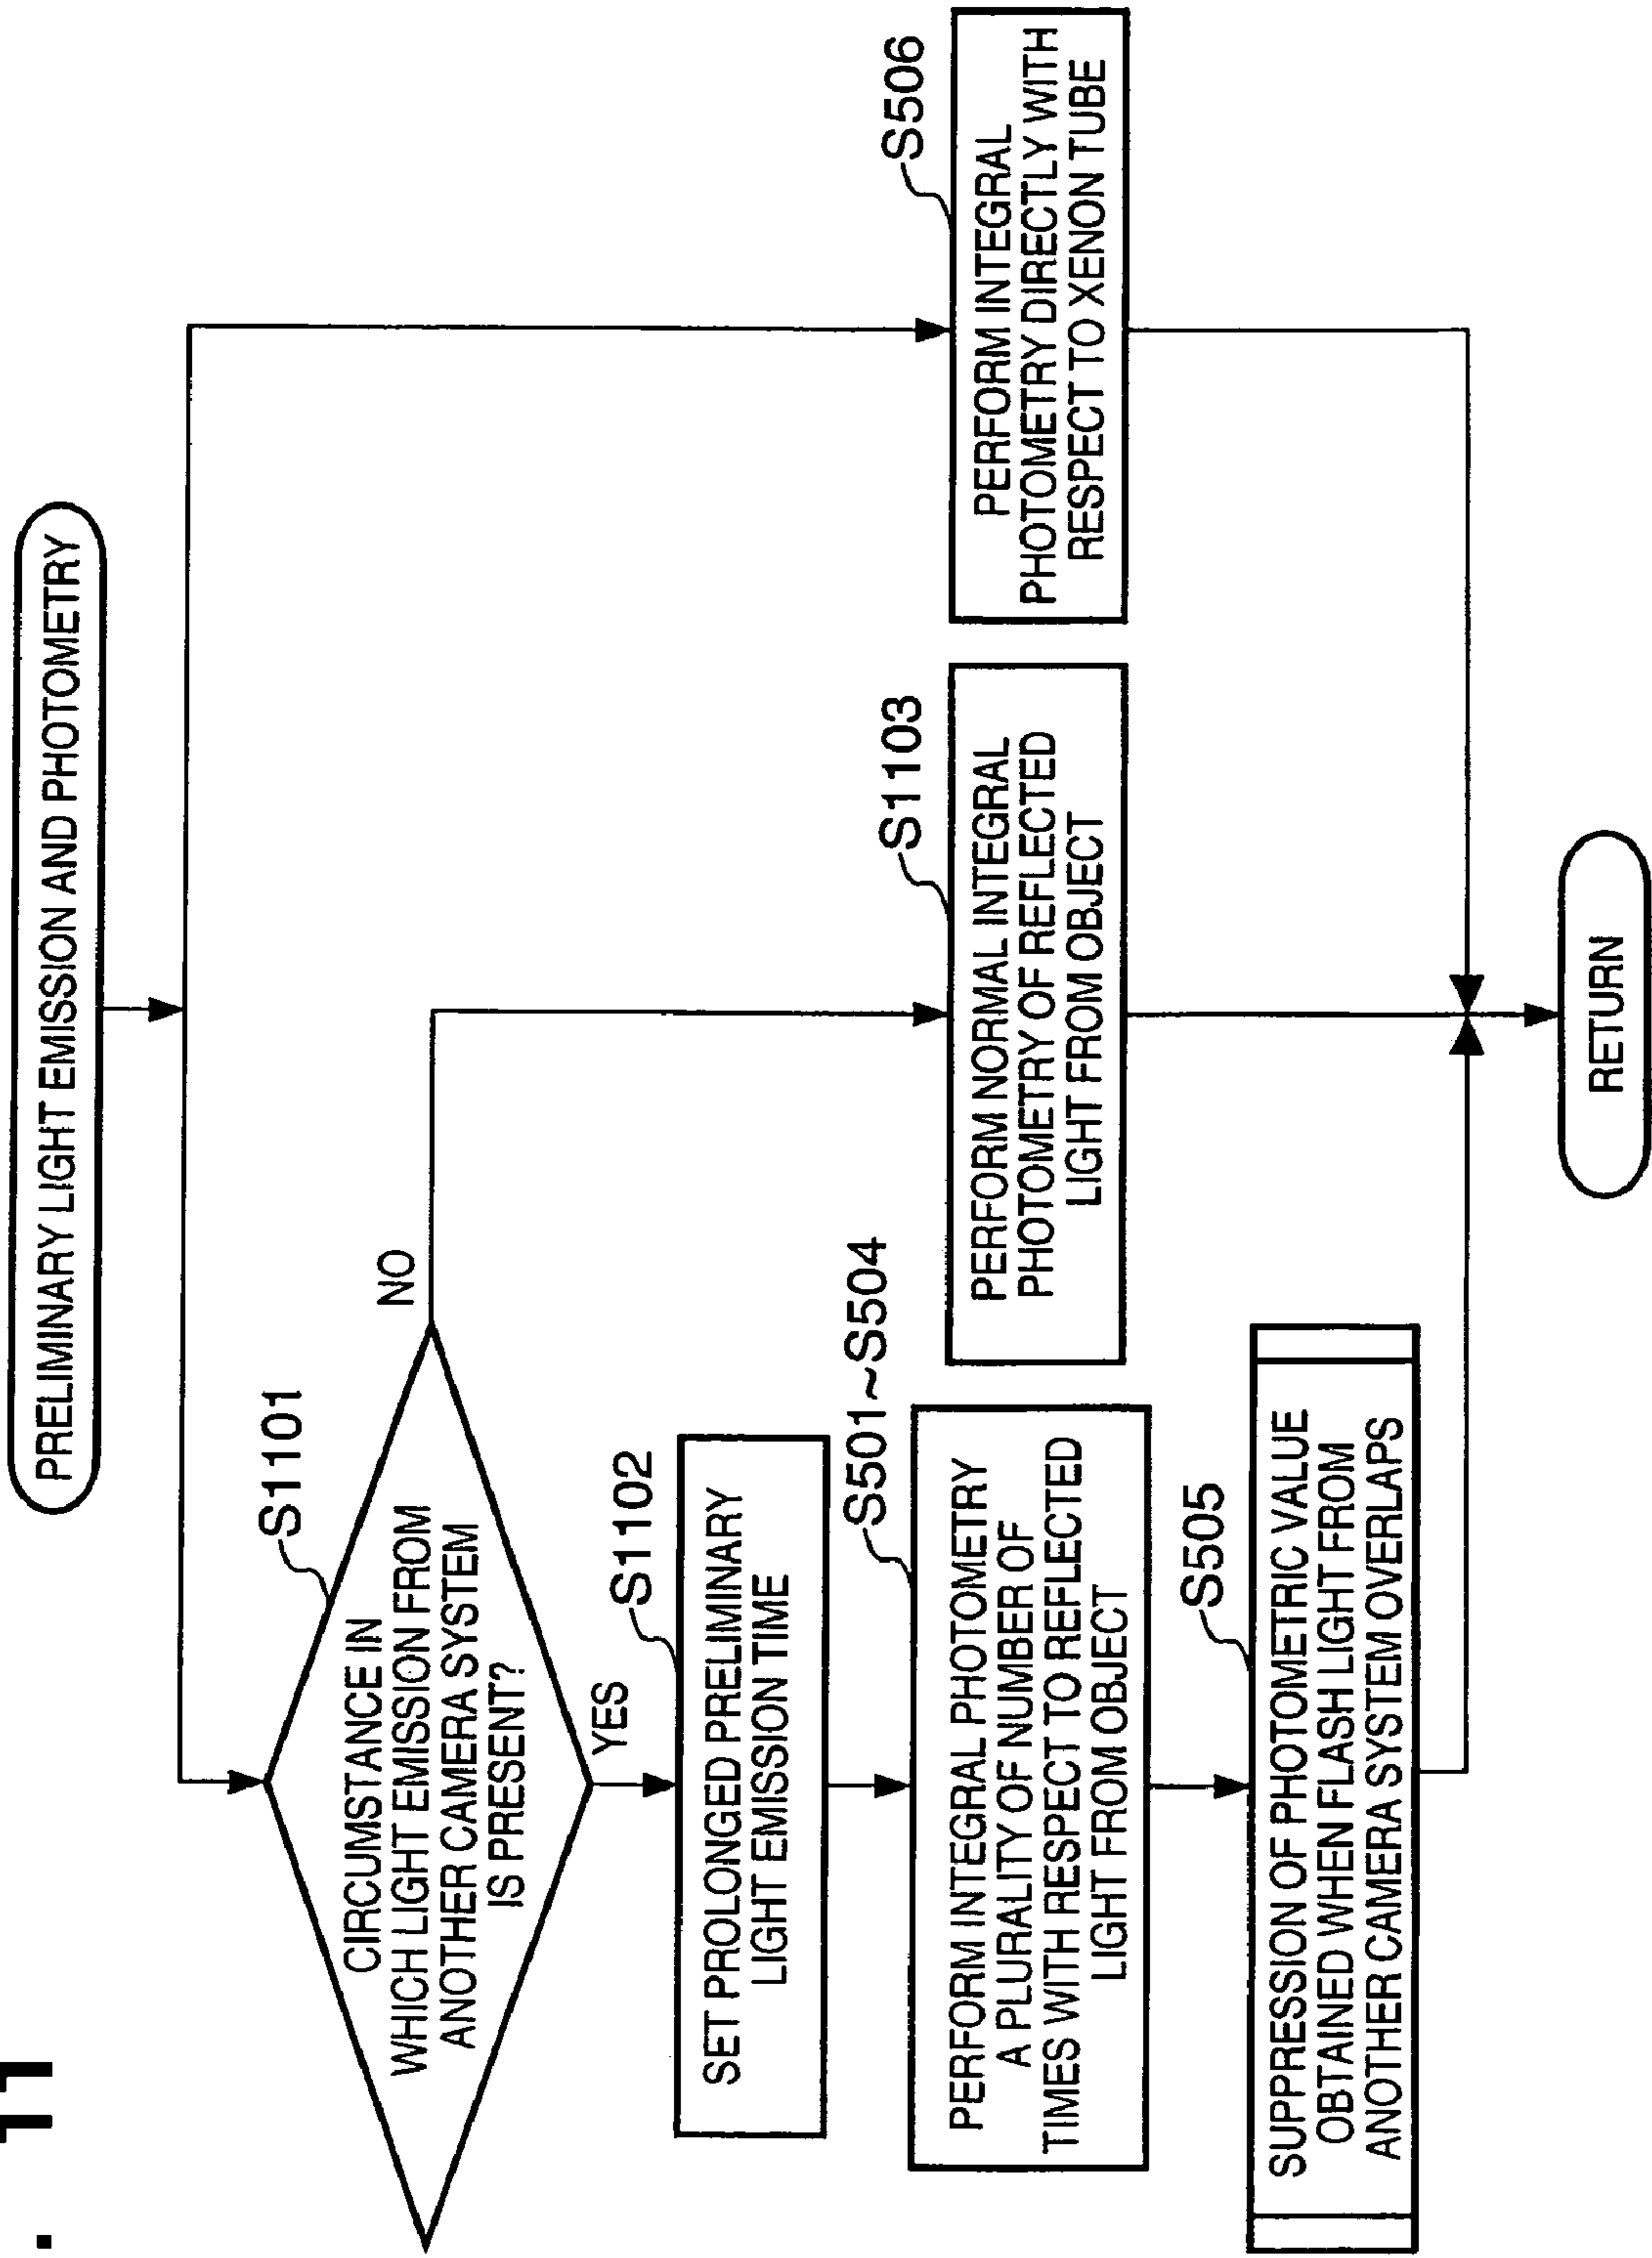 . 11
PRELIMINARY LIGHT EMISSION AND PHOTOMETRY
S1101
CIRCUMSTANCE IN
WHICH LIGHT EMISSION FROM
ANOTHER CAMERA SYSTEM
IS PRESENT?
NO
YES
S1102
SET PROLONGED PRELIMINARY
LIGHT EMISSION TIME
S501~S504
PERFORM INTEGRAL PHOTOMETRY
A PLURALITY OF NUMBER OF
TIMES WITH RESPECT TO REFLECTED
LIGHT FROM OBJECT
S505
SUPPRESSION OF PHOTOMETRIC VALUE
OBTAINED WHEN FLASH LIGHT FROM
ANOTHER CAMERA SYSTEM OVERLAPS
S1103
PERFORM NORMAL INTEGRAL
PHOTOMETRY OF REFLECTED
LIGHT FROM OBJECT
S506
PERFORM INTEGRAL
PHOTOMETRY DIRECTLY WITH
RESPECT TO XENON TUBE
RETURN